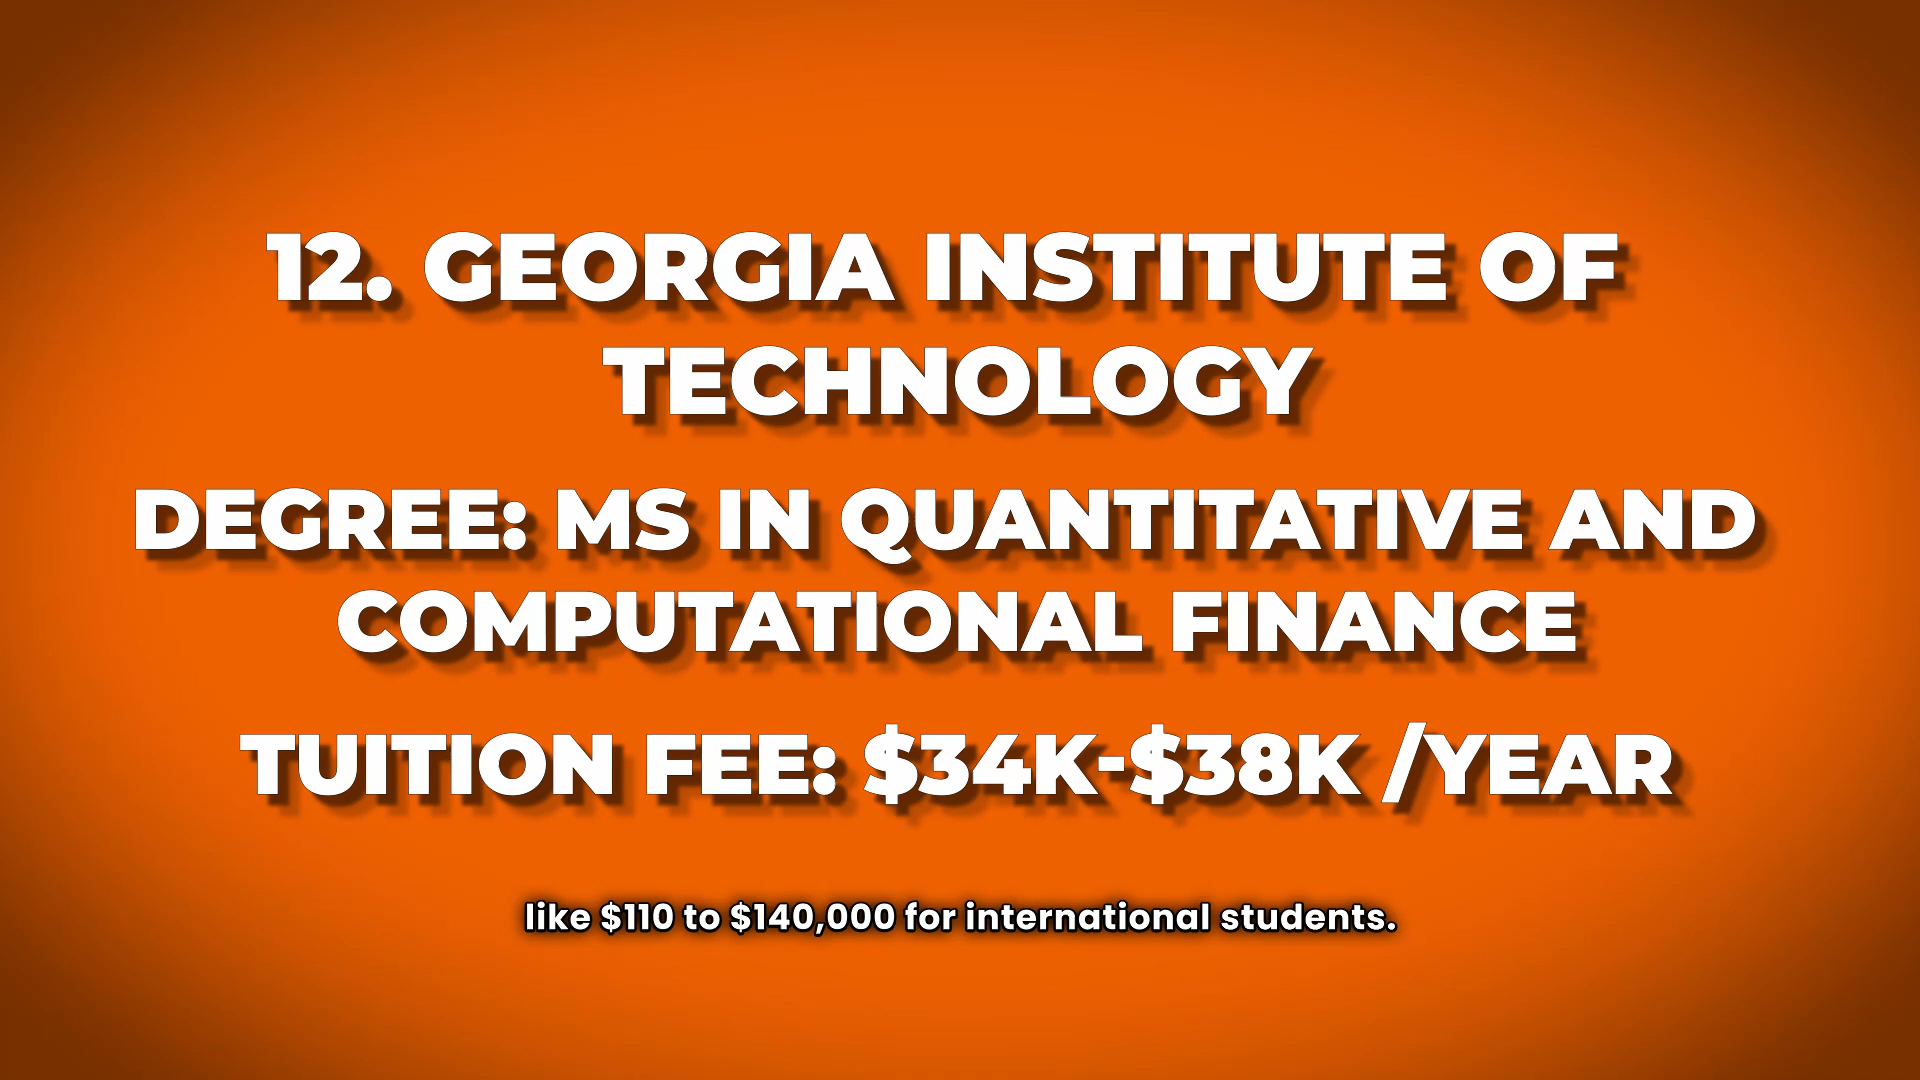 12. GEORGIA INSTITUTE OF
TECHNOLOGY
DEGREE: MS IN QUANTITATIVE AND
COMPUTATIONAL FINANCE
TUITION FEE: $34K-$38K /YEAR
like $110 to $140,000 for international students.